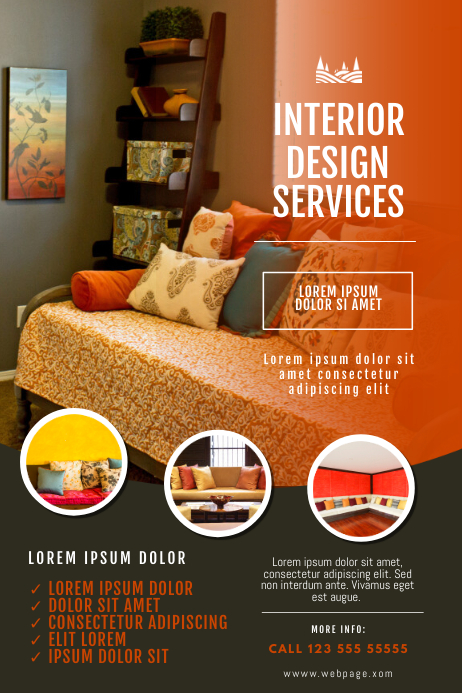 INTERIOR
DESIGN
SERVICES
LOREM IPSUM
DOLOR SI AMET
Lorem ipsum dolor sit
amet consectetur
adipiscing elit
LOREM IPSUM DOLOR
✓ LOREM IPSUM DOLOR
✓ DOLOR SIT AMET
✓ CONSECTETUR ADIPISCING
✓ ELIT LOREM
✓ IPSUM DOLOR SIT
Lorem ipsum dolor sit amet,
consectetur adipiscing elit. Sed
non interdum ante. Vivamus eget
est augue.
MORE INFO:
CALL 123 555 55555
wwww.webpage.xom